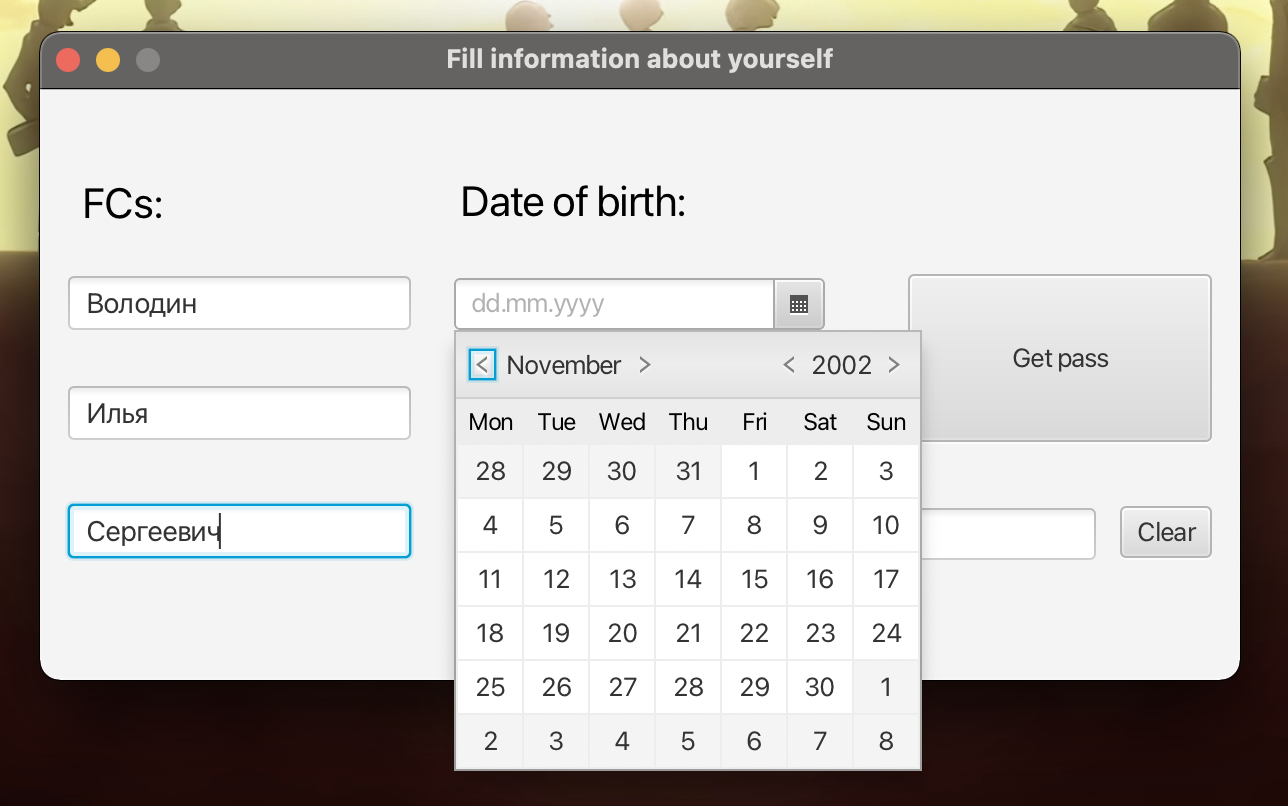 Fill information about yourself
FCs:
Date of birth:
Володин
dd.mm.yyyy
Get pass
< November >
< 2002 >
Mon Tue Wed Thu Fri Sat Sun
28 29 30 31 1 2 3
4 5 6 7 8 9 10
11 12 13 14 15 16 17
18 19 20 21 22 23 24
25 26 27 28 29 30 1
2 3 4 5 6 7 8
Илья
Сергеевич
Clear